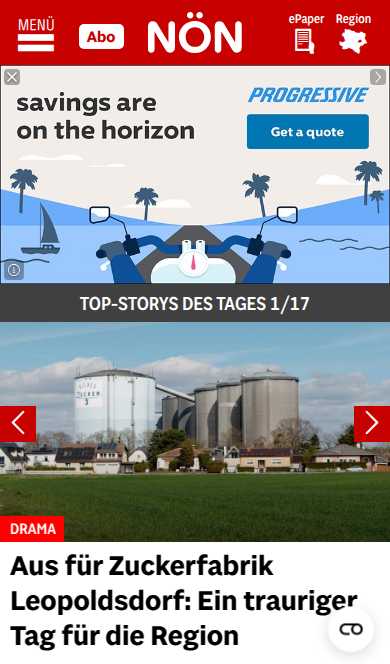 MENÜ
Abo
NÖN
ePaper
Region
savings are
on the horizon
PROGRESSIVE
Get a quote
TOP-STORYS DES TAGES 1/17
DRAMA
Aus für Zuckerfabrik
Leopoldsdorf: Ein trauriger
Tag für die Region